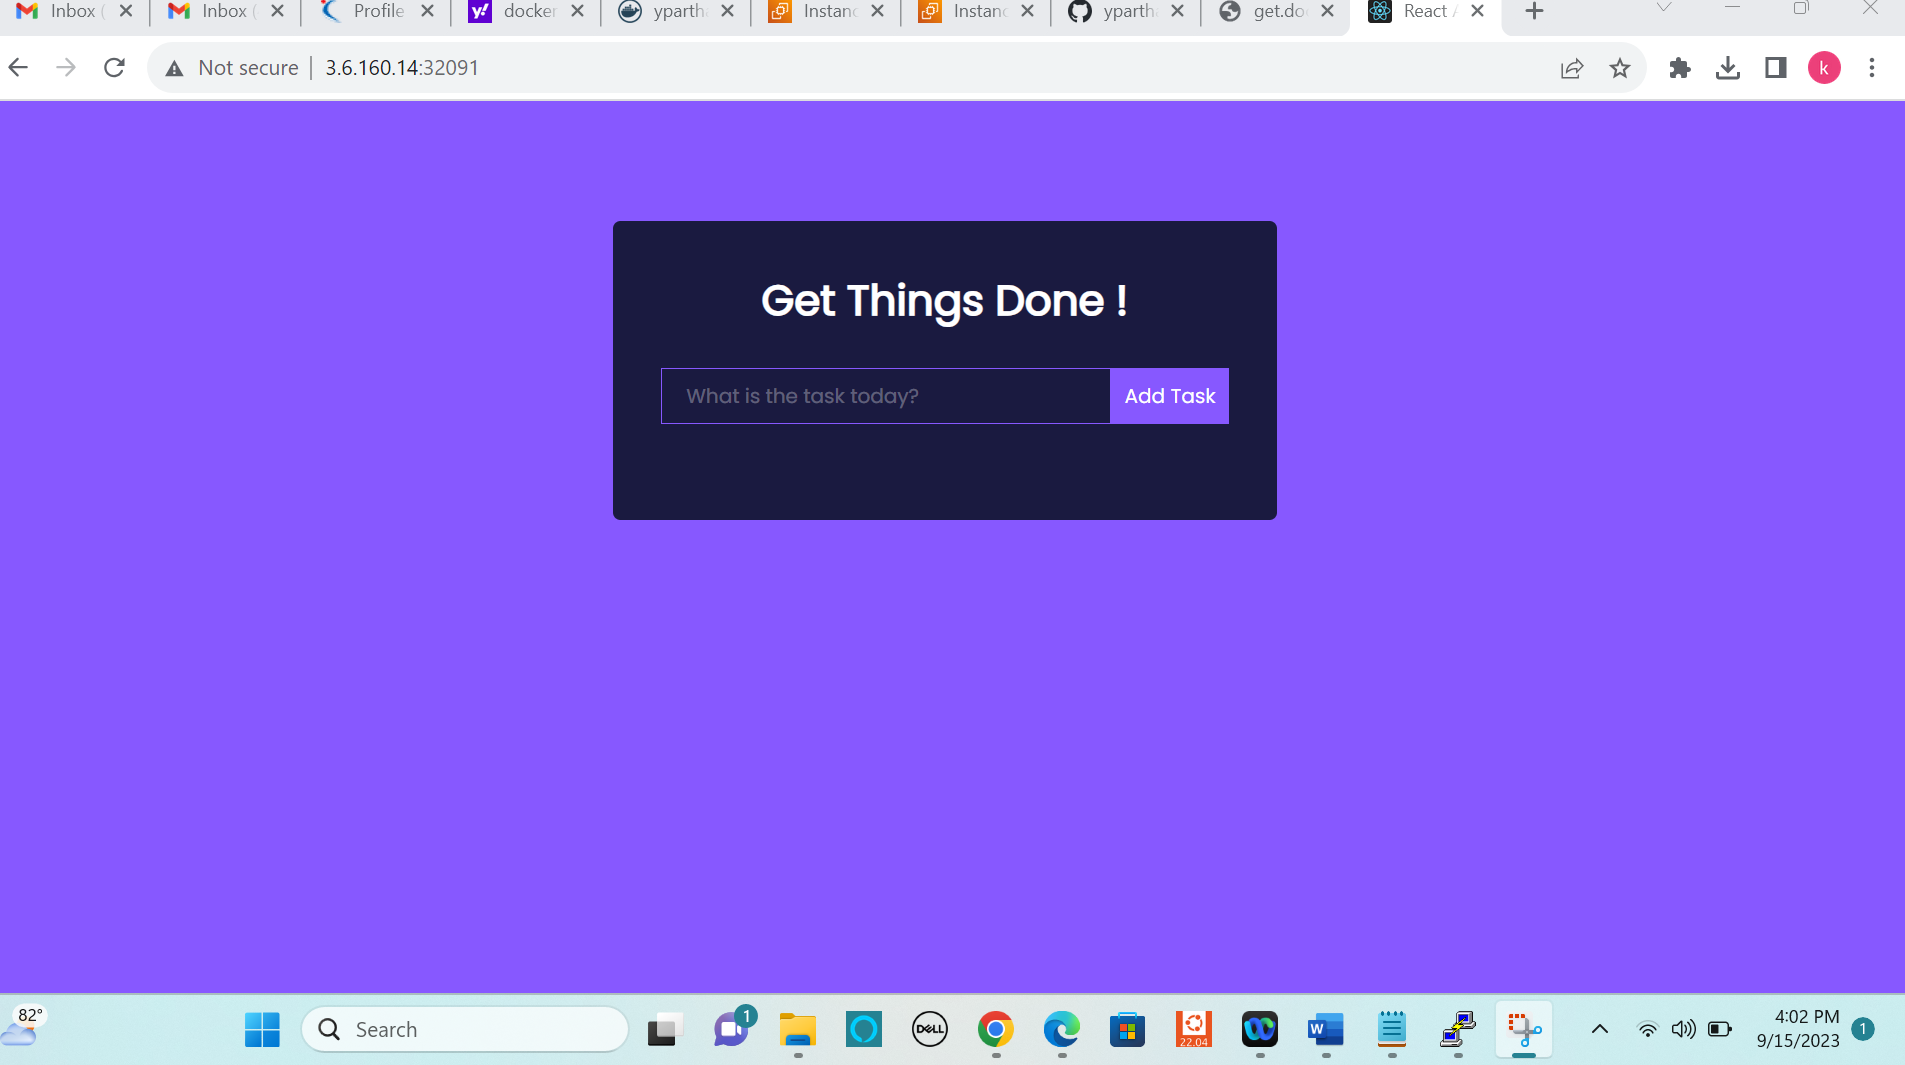 Inbox (
Inbox (
Profile
docker
yparth
Instanc
Instanc
yparth
get.do
React A
Not secure
3.6.160.14:32091
k
Get Things Done !
What is the task today?
Add Task
82°
Search
1
DELL
22.04
W
4:02 PM
9/15/2023
1